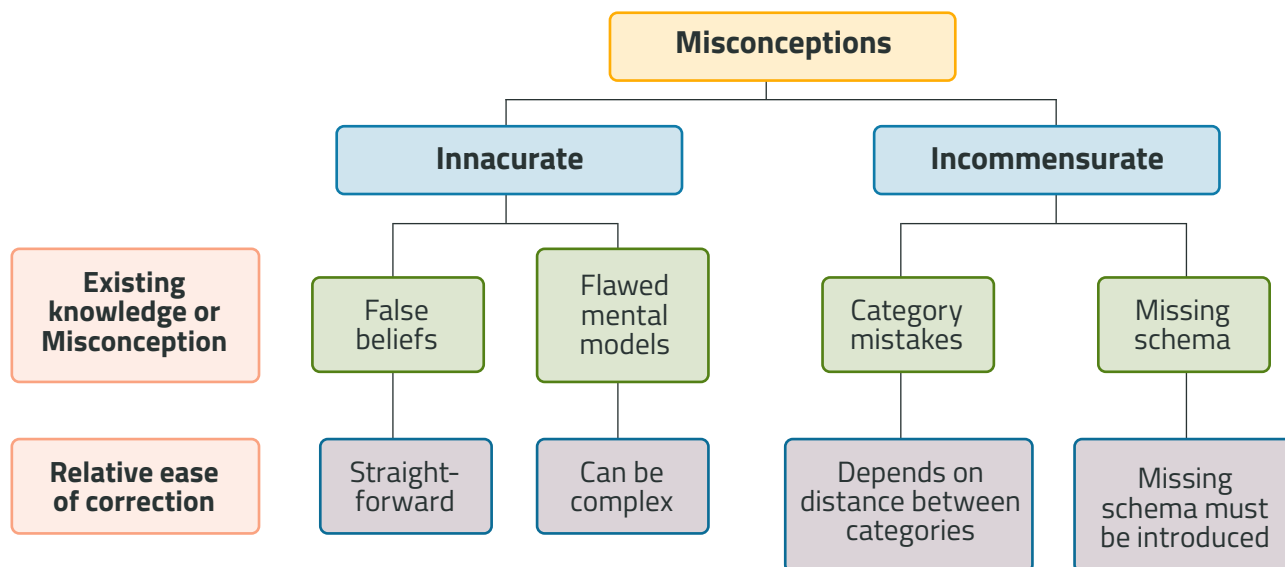 Misconceptions
Innacurate
Incommensurate
Existing
knowledge or
Misconception
False
beliefs
Flawed
mental
models
Category
mistakes
Missing
schema
Relative ease
of correction
Straight-
forward
Can be
complex
Depends on
distance between
categories
Missing
schema must
be introduced